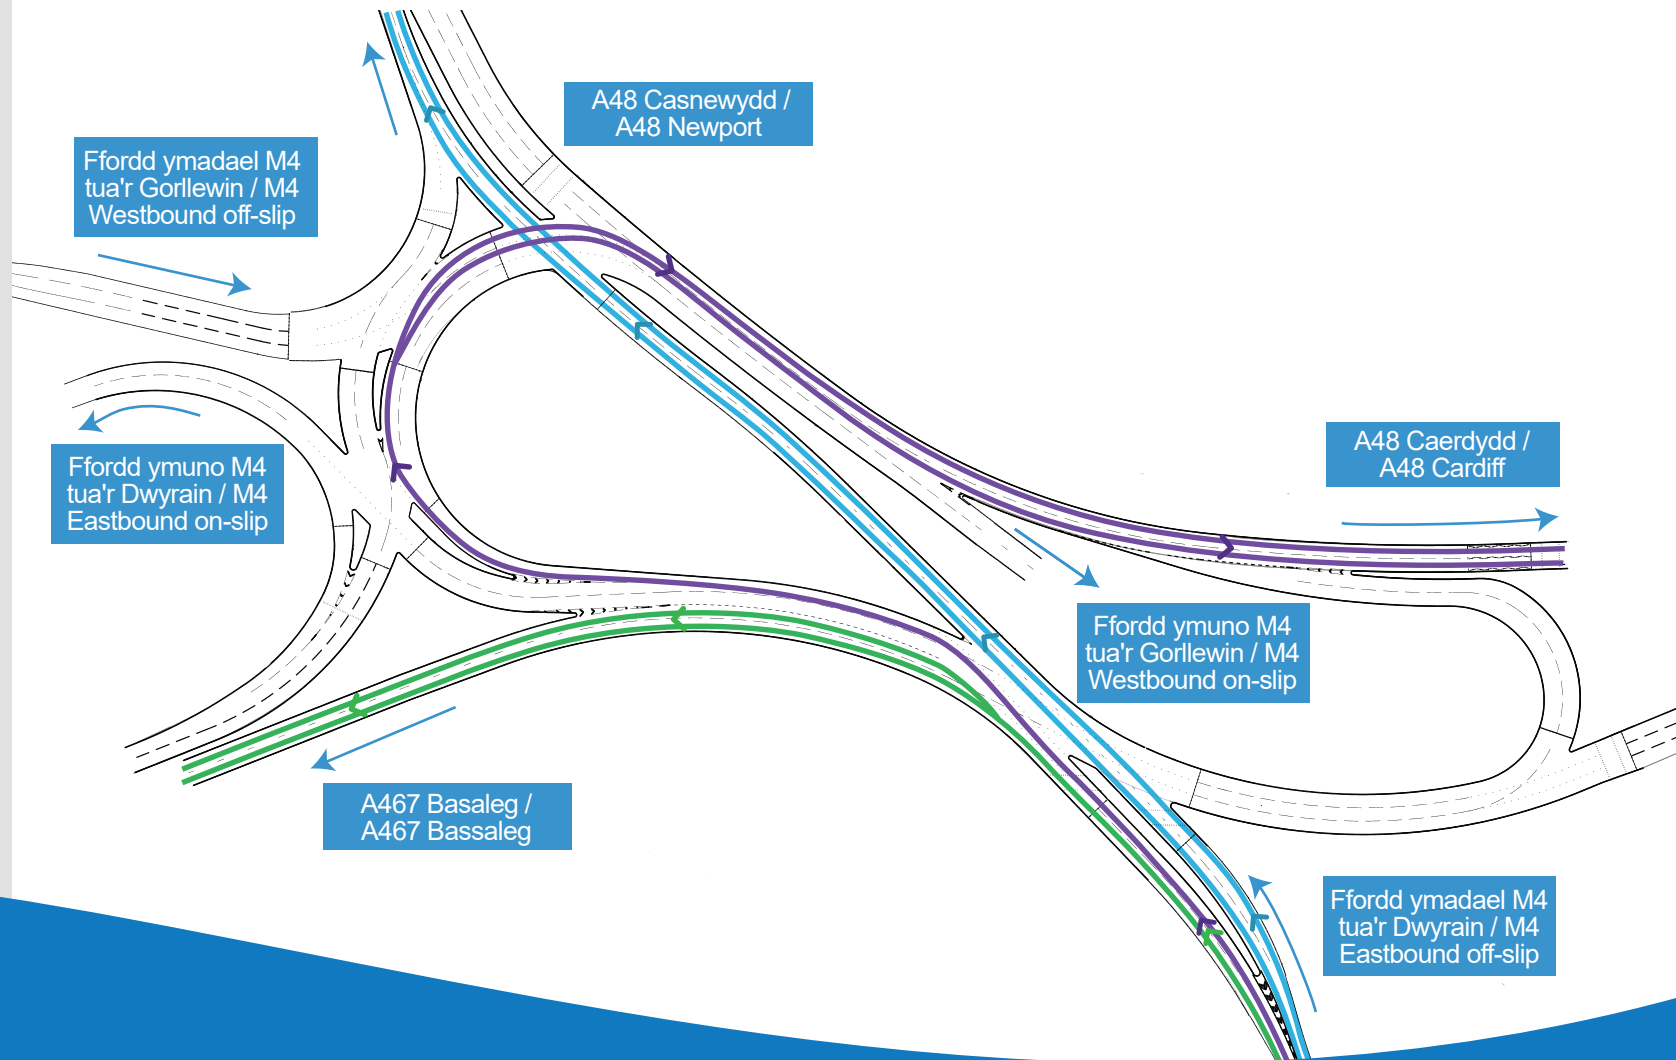 A48 Casnewydd /
A48 Newport
Ffordd ymadael M4
tua'r Gorllewin / M4
Westbound off-slip
Ffordd ymuno M4
tua'r Dwyrain / M4
Eastbound on-slip
A48 Caerdydd /
A48 Cardiff
Ffordd ymuno M4
tua'r Gorllewin / M4
Westbound on-slip
A467 Basaleg /
A467 Bassaleg
Ffordd ymadael M4
tua'r Dwyrain / M4
Eastbound off-slip